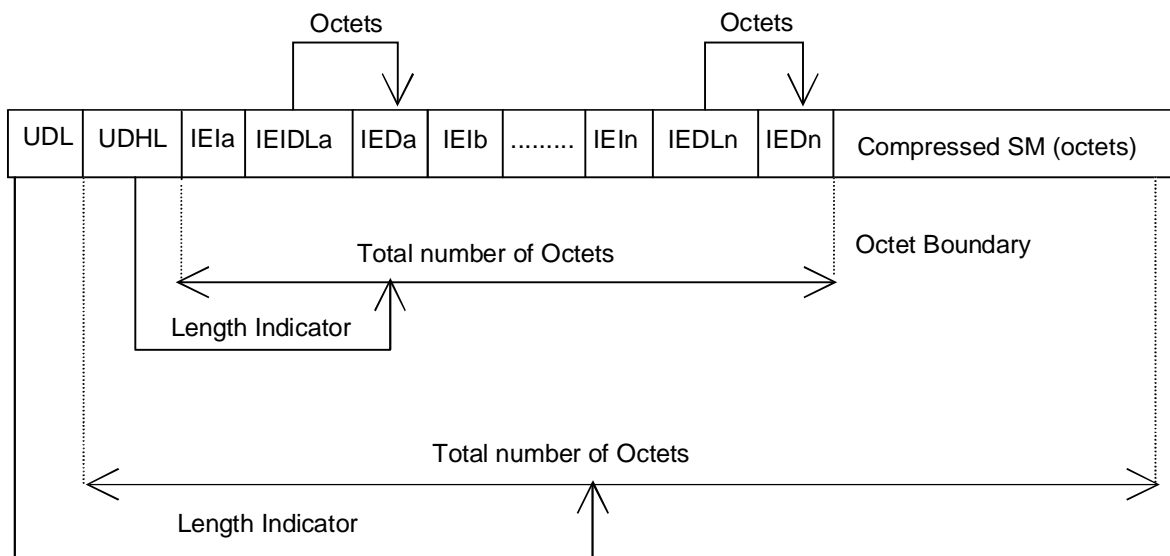 Octets
Octets
UDL UDHL IEIa IEIDLa IEDa IEIb ......... IEIn IEDLn IEDn Compressed SM (octets)
Total number of Octets
Octet Boundary
Length Indicator
Total number of Octets
Length Indicator